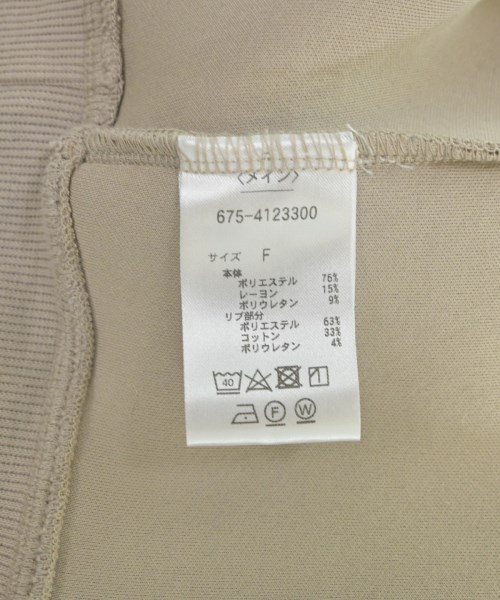 〈メイン〉
675-4123300
サイズ F
本体
ポリエステル 76%
レーヨン 15%
ポリウレタン 9%
リブ部分
ポリエステル 63%
コットン 33%
ポリウレタン 4%
40
F W